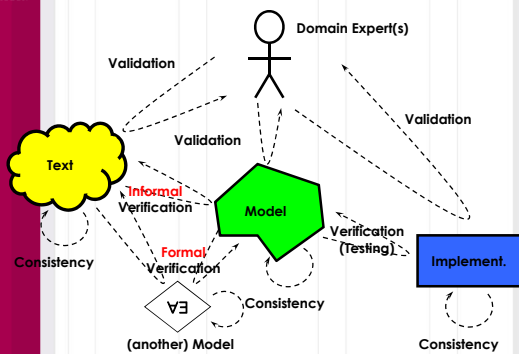 Domain Expert(s)
Validation
Validation
Validation
Text
Informal
Verification
Model
Verification
(Testing)
Implement.
Formal
Verification
Consistency
Consistency
∀∃
(another) Model
Consistency